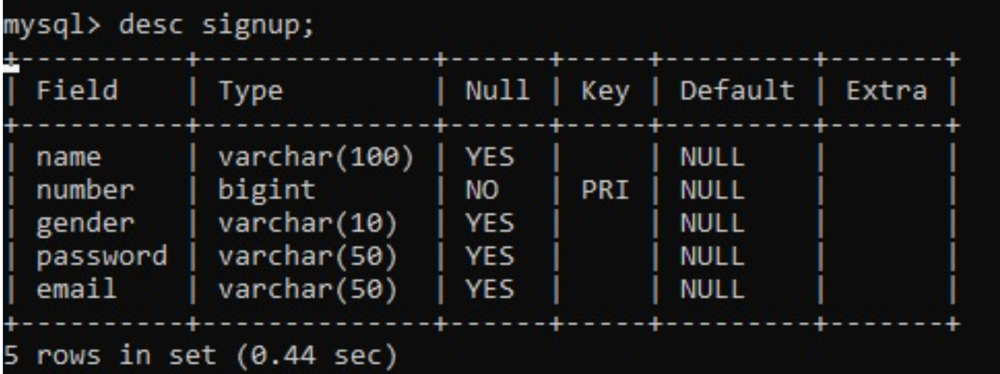 mysql> desc signup;
+----------+--------------+------+-----+---------+-------+
| Field    | Type         | Null | Key | Default | Extra |
+----------+--------------+------+-----+---------+-------+
| name     | varchar(100) | YES  |     | NULL    |       |
| number   | bigint       | NO   | PRI | NULL    |       |
| gender   | varchar(10)  | YES  |     | NULL    |       |
| password | varchar(50)  | YES  |     | NULL    |       |
| email    | varchar(50)  | YES  |     | NULL    |       |
+----------+--------------+------+-----+---------+-------+
5 rows in set (0.44 sec)